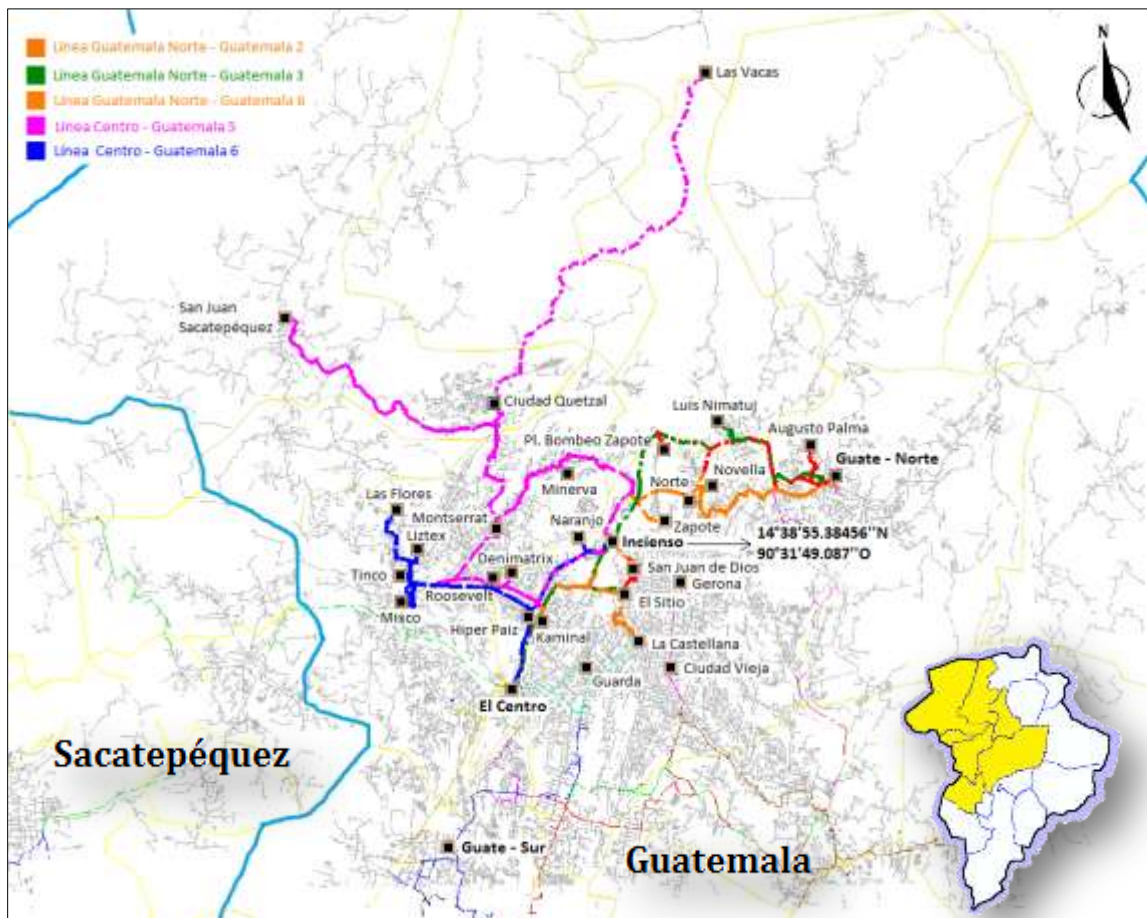 Línea Guatemala Norte - Guatemala 2
Línea Guatemala Norte - Guatemala 3
Línea Guatemala Norte - Guatemala 6
Línea Centro - Guatemala 5
Línea Centro - Guatemala 6
N
Las Vacas
San Juan
Sacatepéquez
Ciudad Quetzal
Luis Nimatuj
Augusto Palma
Pl. Bombeo Zapote
Guate - Norte
Novella
Minerva
Norte
Las Flores
Montserrat
Naranjo
Zapote
Liztex
Incienso
14°38'55.38456''N
90°31'49.087''O
Denimatrix
San Juan de Dios
Tinco
Roosevelt
Gerona
El Sitio
Mixco
Hiper Paiz
Kaminal
La Castellana
Guarda
Ciudad Vieja
El Centro
Sacatepéquez
Guate - Sur
Guatemala